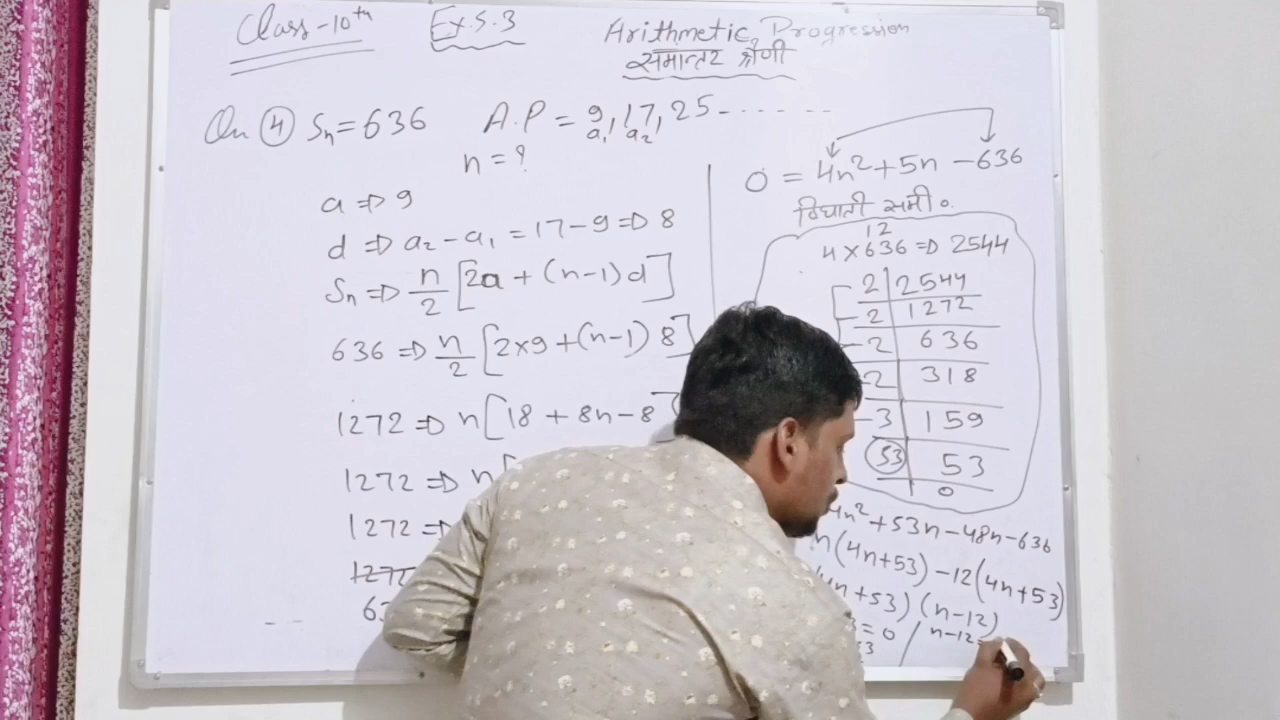 Class-10th
Ex.5.3
Arithmetic Progression
समान्तर श्रेणी
Qn ④ Sn=636 A.P = 9, 17, 25 - - - - - - -
a₁ a₂
n = ?
a ⇒ 9
d ⇒ a₂ - a₁ = 17 - 9 ⇒ 8
Sn ⇒ n/2 [2a + (n-1) d]
636 ⇒ n/2 [2×9 + (n-1) 8]
1272 ⇒ n[18 + 8n - 8]
1272 ⇒ n[
1272 ⇒
0 = 4n² + 5n - 636
समी०
12
4 × 636 ⇒ 2544
2 | 2544
2 | 1272
2 | 636
2 | 318
3 | 159
53 | 53
0
4n² + 53n - 48n - 636
n(4n+53) - 12(4n+53)
(4n+53) (n-12)
= 0 / n-12=